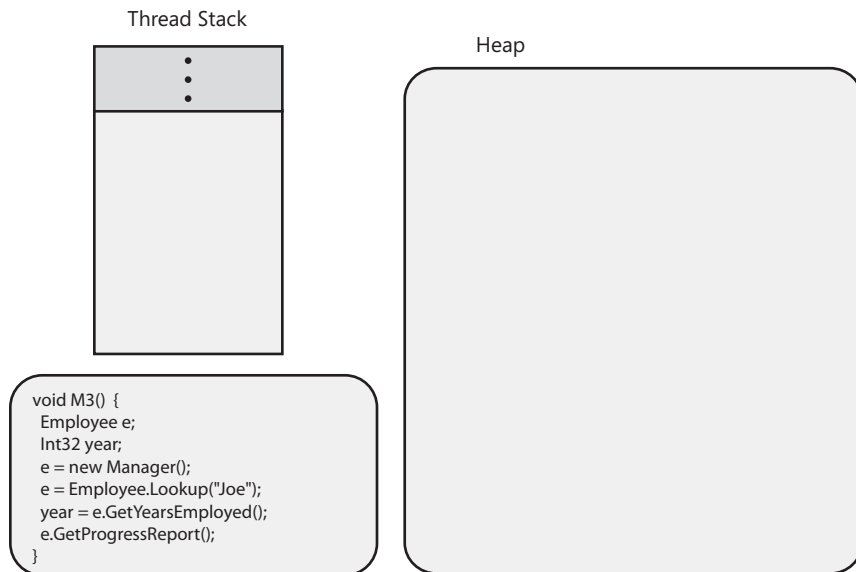 Thread Stack
Heap
void M3() {
Employee e;
Int32 year;
e = new Manager();
e = Employee.Lookup("Joe");
year = e.GetYearsEmployed();
e.GetProgressReport();
}